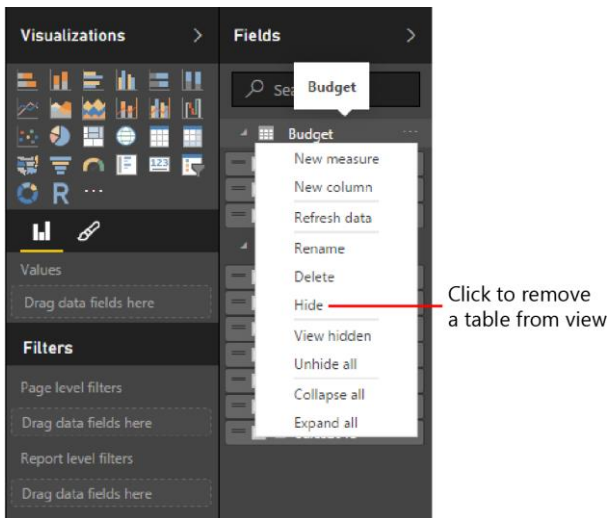 Visualizations
Fields
Budget
Budget
New measure
New column
Refresh data
Rename
Delete
Hide
View hidden
Unhide all
Collapse all
Expand all
Click to remove
a table from view
123
R
Values
Drag data fields here
Filters
Page level filters
Drag data fields here
Report level filters
Drag data fields here